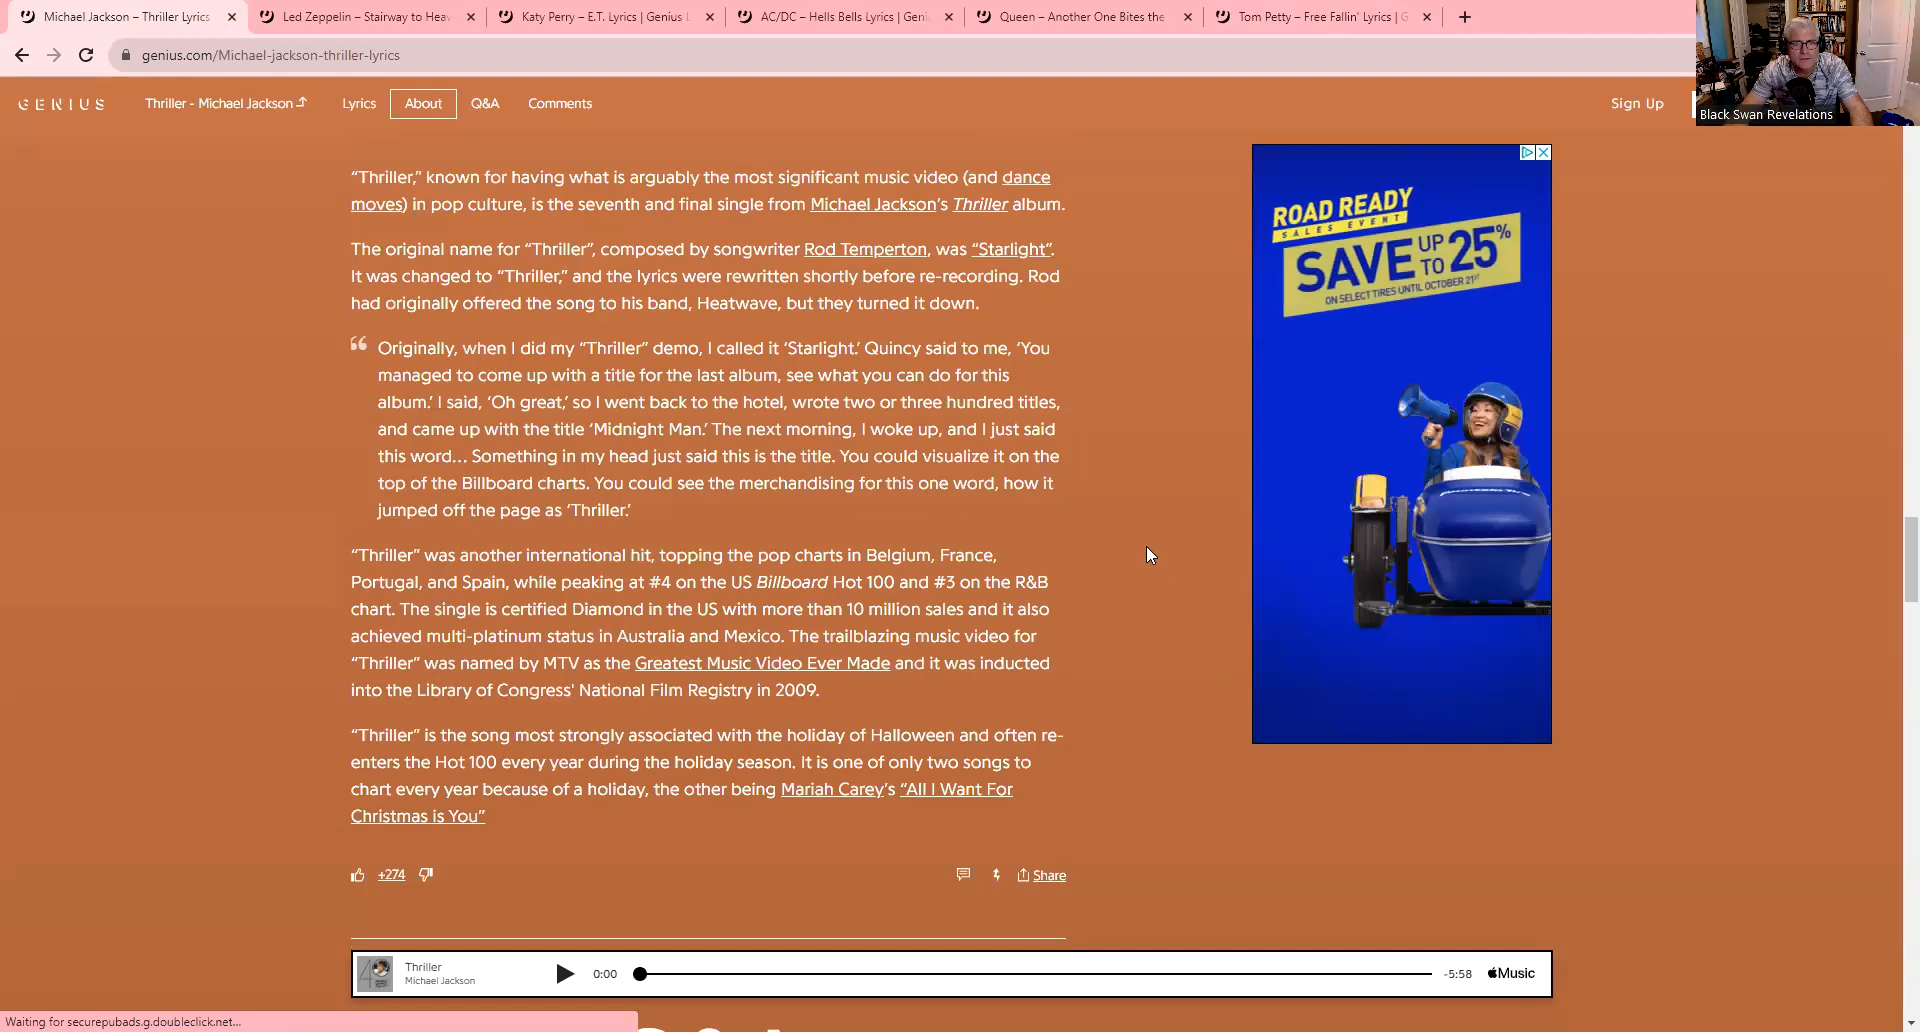 Michael Jackson – Thriller Lyrics
Led Zeppelin – Stairway to Heav
Katy Perry – E.T. Lyrics | Genius L
AC/DC – Hells Bells Lyrics | Geni
Queen – Another One Bites the
Tom Petty – Free Fallin' Lyrics | G
genius.com/Michael-jackson-thriller-lyrics
GENIUS
Thriller - Michael Jackson
Lyrics
About
Q&A
Comments
Sign Up
Black Swan Revelations
“Thriller,” known for having what is arguably the most significant music video (and dance
moves) in pop culture, is the seventh and final single from Michael Jackson’s Thriller album.
The original name for “Thriller”, composed by songwriter Rod Temperton, was “Starlight”.
It was changed to “Thriller,” and the lyrics were rewritten shortly before re-recording. Rod
had originally offered the song to his band, Heatwave, but they turned it down.
“ Originally, when I did my “Thriller” demo, I called it ‘Starlight.’ Quincy said to me, ‘You
managed to come up with a title for the last album, see what you can do for this
album.’ I said, ‘Oh great,’ so I went back to the hotel, wrote two or three hundred titles,
and came up with the title ‘Midnight Man.’ The next morning, I woke up, and I just said
this word… Something in my head just said this is the title. You could visualize it on the
top of the Billboard charts. You could see the merchandising for this one word, how it
jumped off the page as ‘Thriller.’
“Thriller” was another international hit, topping the pop charts in Belgium, France,
Portugal, and Spain, while peaking at #4 on the US Billboard Hot 100 and #3 on the R&B
chart. The single is certified Diamond in the US with more than 10 million sales and it also
achieved multi-platinum status in Australia and Mexico. The trailblazing music video for
“Thriller” was named by MTV as the Greatest Music Video Ever Made and it was inducted
into the Library of Congress' National Film Registry in 2009.
“Thriller” is the song most strongly associated with the holiday of Halloween and often re-
enters the Hot 100 every year during the holiday season. It is one of only two songs to
chart every year because of a holiday, the other being Mariah Carey’s “All I Want For
Christmas is You”
+274
Share
ROAD READY
SALES EVENT
SAVE UP TO 25%
ON SELECT TIRES UNTIL OCTOBER 21ST
Thriller
Michael Jackson
0:00
-5:58
Music
Waiting for securepubads.g.doubleclick.net...